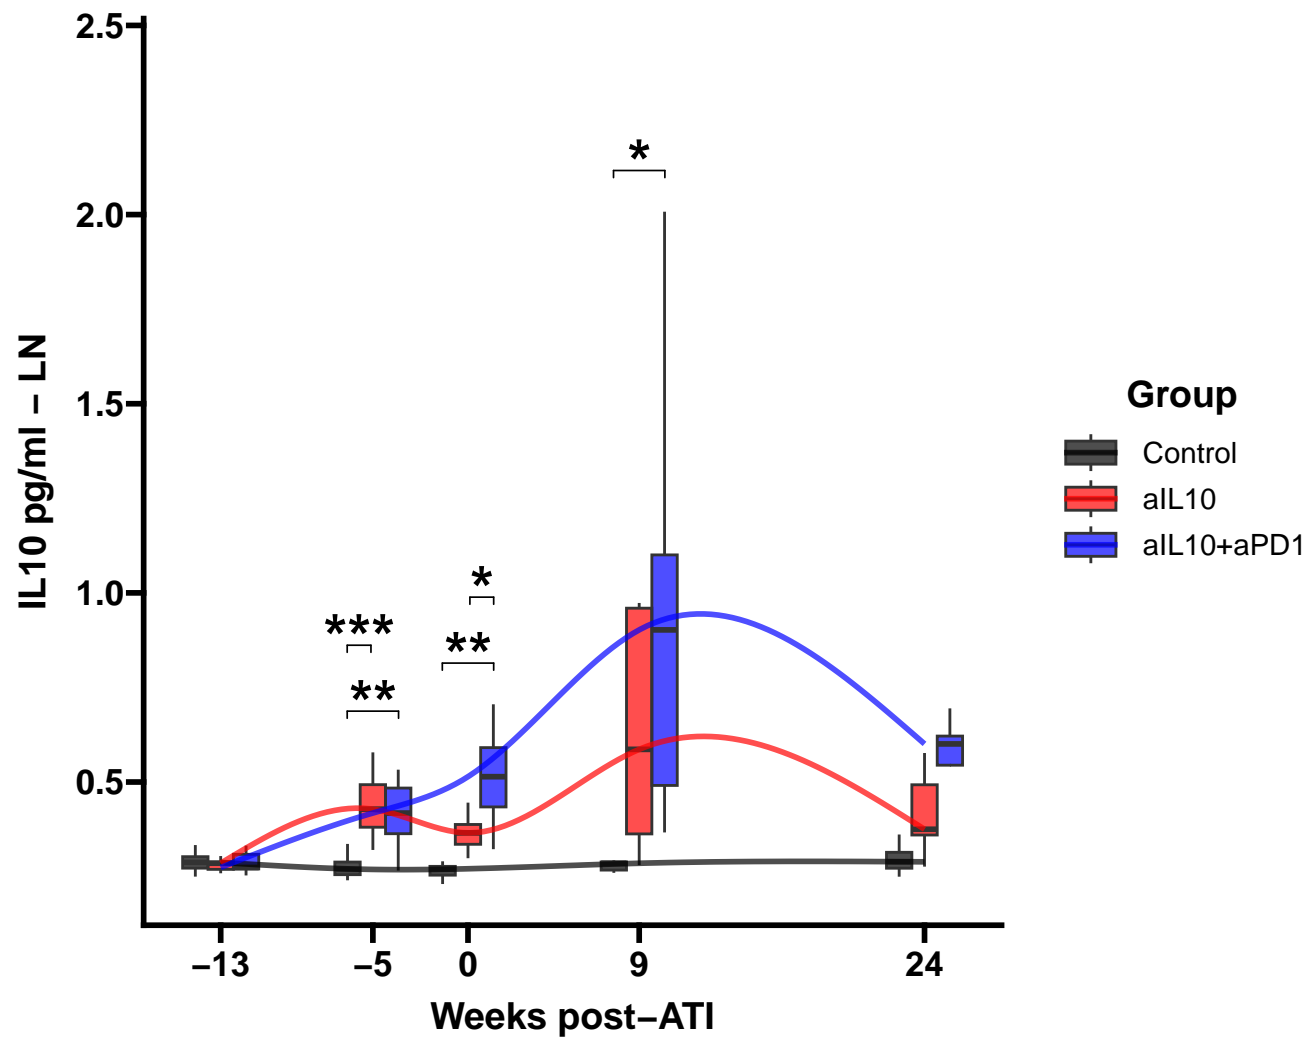 2.5
2.0
1.5
1.0
0.5
IL10 pg/ml – LN
*
*
***
**
**
–13
–5
0
9
24
Weeks post–ATI
Group
Control
aIL10
aIL10+aPD1